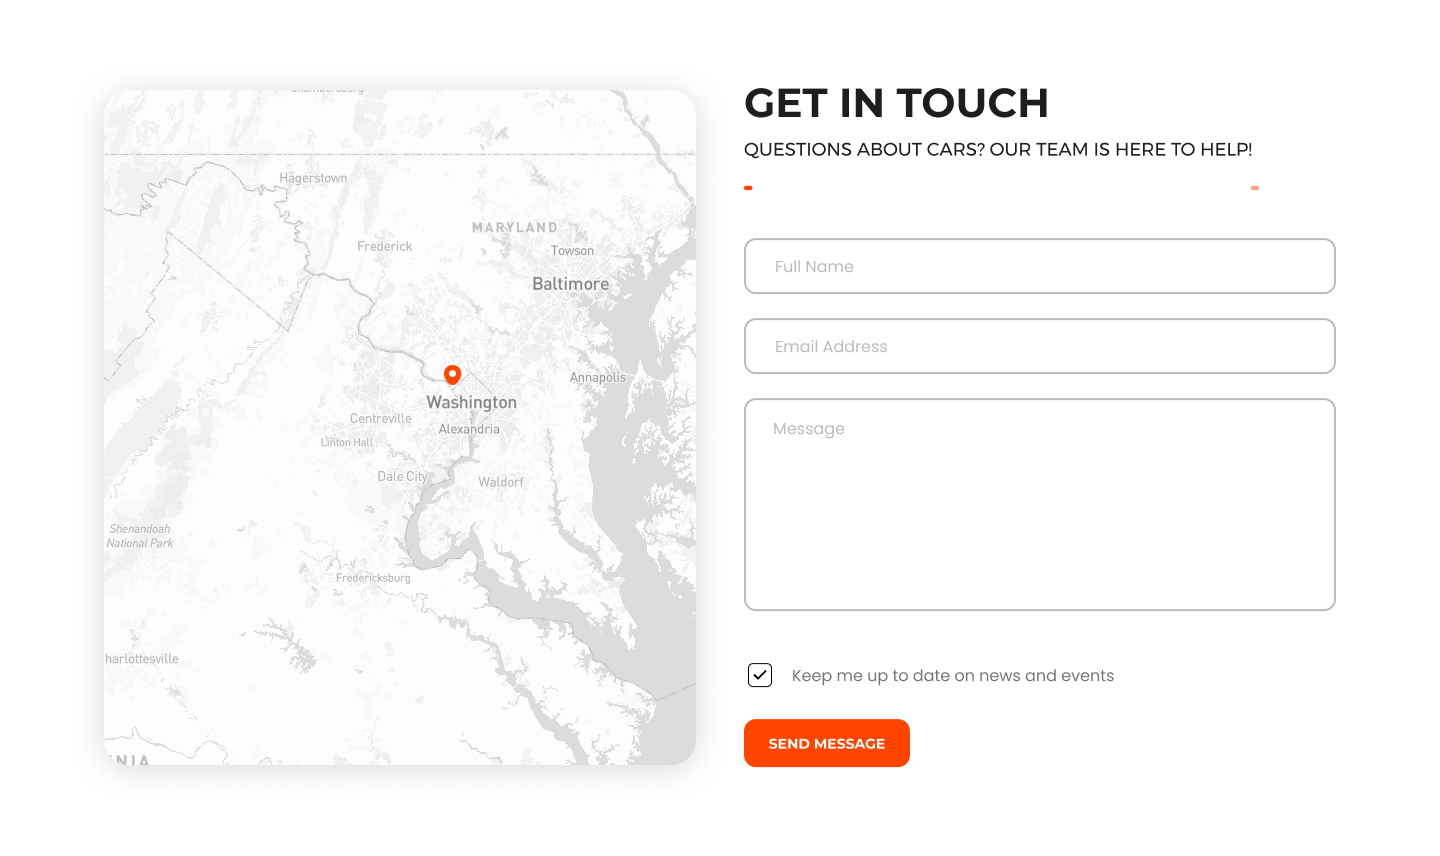 Hagerstown
MARYLAND
Frederick
Towson
Baltimore
Annapolis
Washington
Centreville
Alexandria
Linton Hall
Dale City
Waldorf
Shenandoah
National Park
Fredericksburg
harlottesville
NIA
GET IN TOUCH
QUESTIONS ABOUT CARS? OUR TEAM IS HERE TO HELP!
Full Name
Email Address
Message
Keep me up to date on news and events
SEND MESSAGE